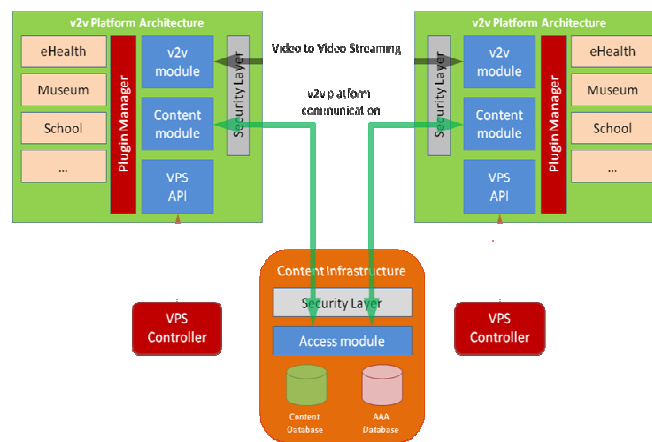 v2v Platform Architecture
eHealth
Museum
School
...
Plugin Manager
v2v
module
Content
module
VPS
API
Security Layer
Video to Video Streaming
v2v platform
communication
v2v Platform Architecture
Security Layer
v2v
module
Content
module
VPS
API
Plugin Manager
eHealth
Museum
School
...
VPS
Controller
Content Infrastructure
Security Layer
Access module
Content
Database
AAA
Database
VPS
Controller